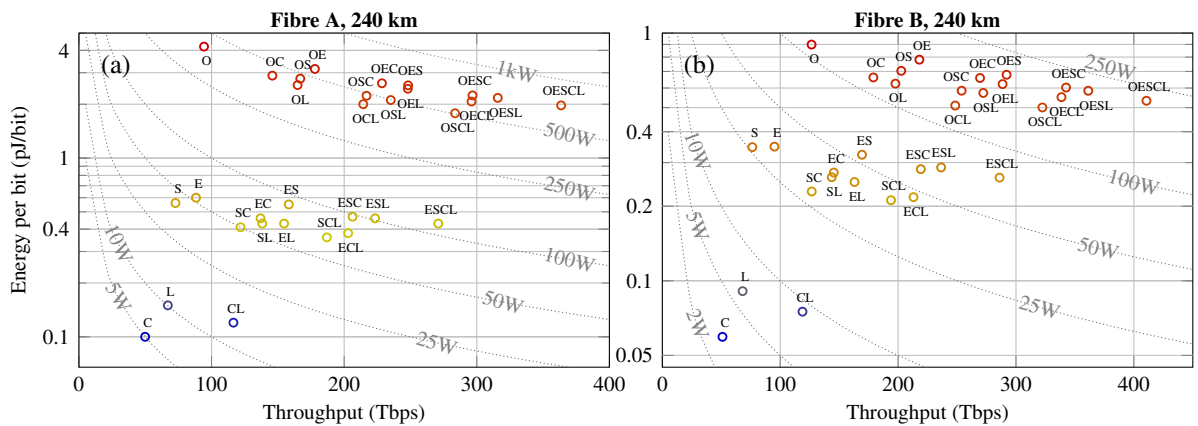 Fibre A, 240 km
Energy per bit (pJ/bit)
4
1
0.4
0.1
(a)
O
OC
OS
OE
OL
OEC
OES
OSC
OCL
OSL
OEL
OESC
OECL
OSCL
OESL
OESCL
S
E
SC
EC
ES
SL
EL
SCL
ESC
ESL
ECL
ESCL
C
L
CL
1kW
500W
250W
100W
50W
25W
10W
5W
0
100
200
300
400
Throughput (Tbps)
Fibre B, 240 km
1
0.4
0.2
0.1
0.05
(b)
O
OC
OS
OE
OL
OSC
OCL
OEC
OSL
OES
OEL
OESC
OECL
OSCL
OESL
OESCL
S
E
SC
EC
ES
SL
EL
SCL
ESC
ESL
ECL
ESCL
C
L
CL
250W
100W
50W
25W
10W
5W
2W
0
100
200
300
400
Throughput (Tbps)